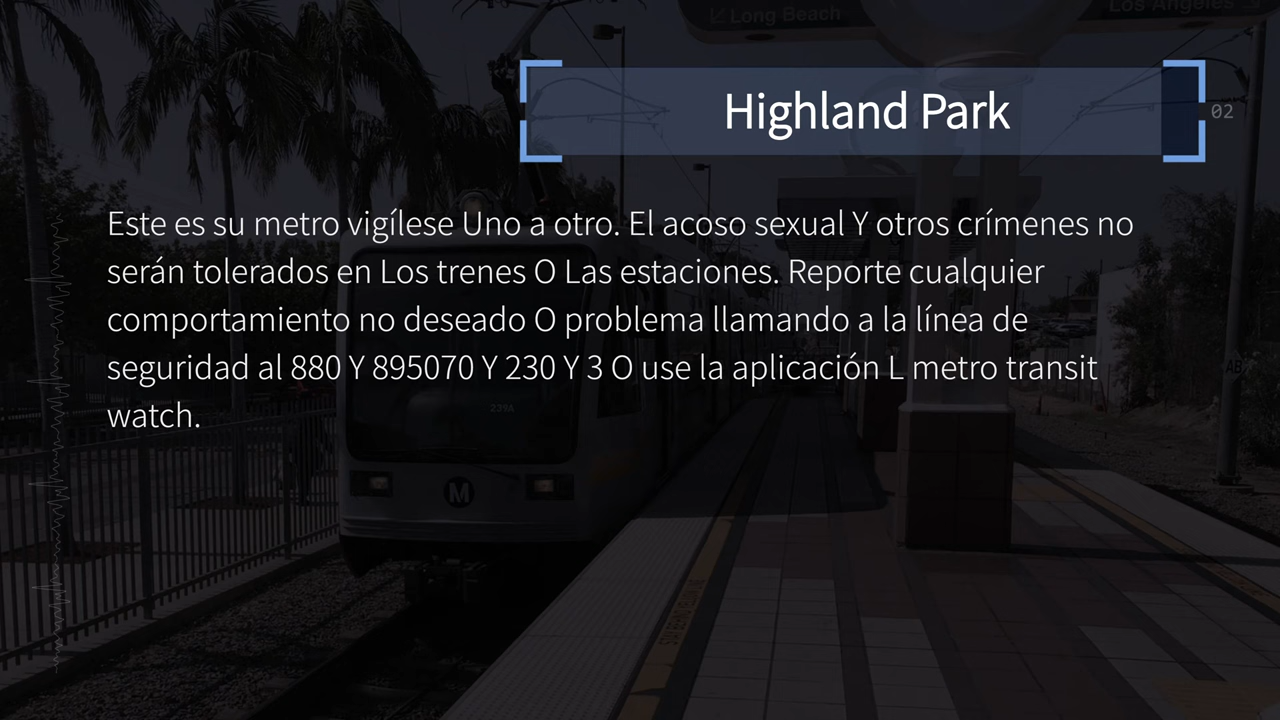 Long Beach
Los Angeles
Highland Park
02
Este es su metro vigílese Uno a otro. El acoso sexual Y otros crímenes no
serán tolerados en Los trenes O Las estaciones. Reporte cualquier
comportamiento no deseado O problema llamando a la línea de
seguridad al 880 Y 895070 Y 230 Y 3 O use la aplicación L metro transit
watch.
239A
M